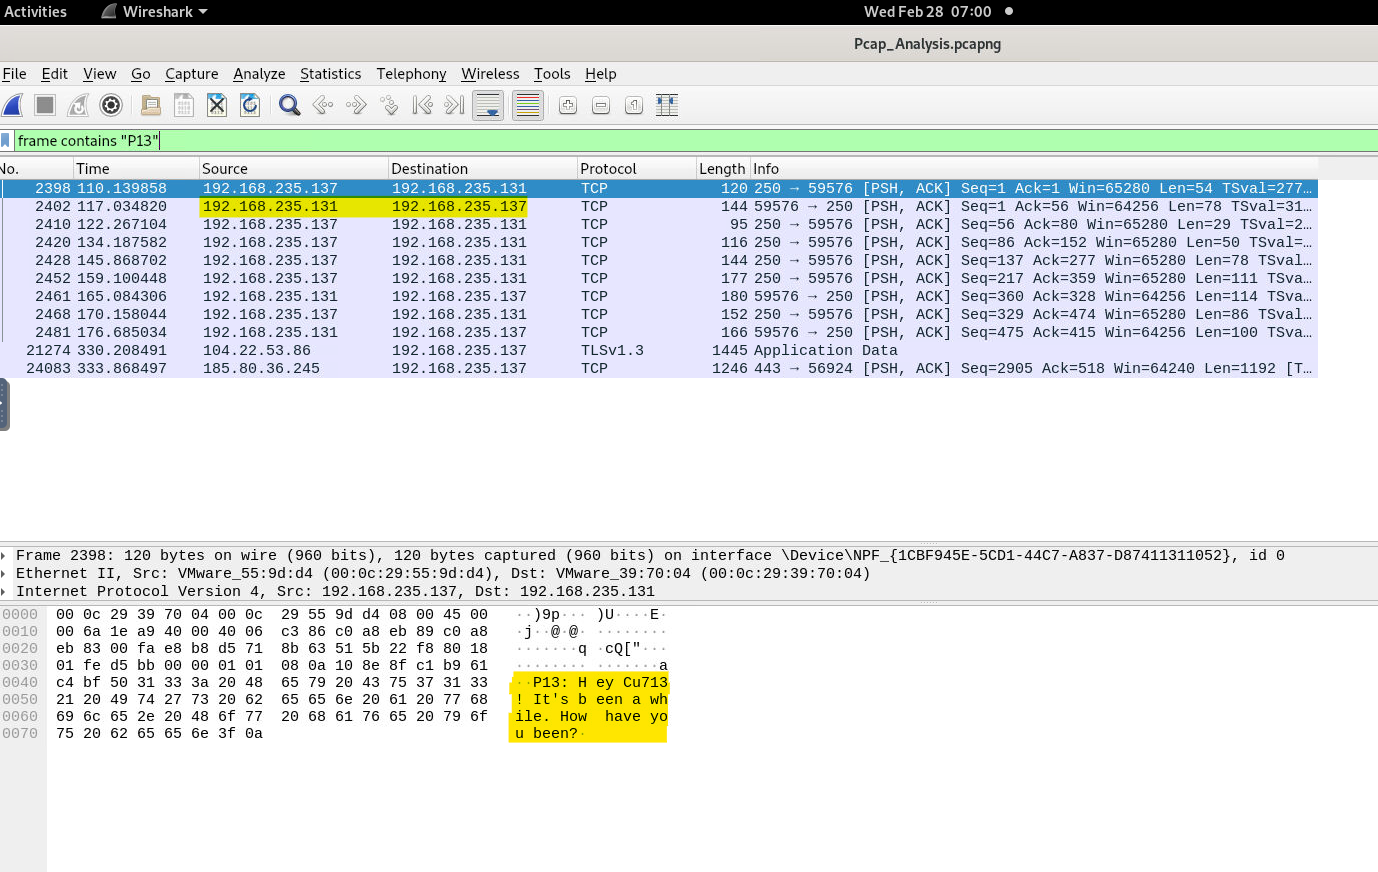 Activities Wireshark Wed Feb 28 07:00
Pcap_Analysis.pcapng
File Edit View Go Capture Analyze Statistics Telephony Wireless Tools Help
frame contains "P13"
No. Time Source Destination Protocol Length Info
2398 110.139858 192.168.235.137 192.168.235.131 TCP 120 250 → 59576 [PSH, ACK] Seq=1 Ack=1 Win=65280 Len=54 TSval=277…
2402 117.034820 192.168.235.131 192.168.235.137 TCP 144 59576 → 250 [PSH, ACK] Seq=1 Ack=56 Win=64256 Len=78 TSval=31…
2410 122.267104 192.168.235.137 192.168.235.131 TCP 95 250 → 59576 [PSH, ACK] Seq=56 Ack=80 Win=65280 Len=29 TSval=2…
2420 134.187582 192.168.235.137 192.168.235.131 TCP 116 250 → 59576 [PSH, ACK] Seq=86 Ack=152 Win=65280 Len=50 TSval=…
2428 145.868702 192.168.235.137 192.168.235.131 TCP 144 250 → 59576 [PSH, ACK] Seq=137 Ack=277 Win=65280 Len=78 TSval…
2452 159.100448 192.168.235.137 192.168.235.131 TCP 177 250 → 59576 [PSH, ACK] Seq=217 Ack=359 Win=65280 Len=111 TSva…
2461 165.084306 192.168.235.131 192.168.235.137 TCP 180 59576 → 250 [PSH, ACK] Seq=360 Ack=328 Win=64256 Len=114 TSva…
2468 170.158044 192.168.235.137 192.168.235.131 TCP 152 250 → 59576 [PSH, ACK] Seq=329 Ack=474 Win=65280 Len=86 TSval…
2481 176.685034 192.168.235.131 192.168.235.137 TCP 166 59576 → 250 [PSH, ACK] Seq=475 Ack=415 Win=64256 Len=100 TSva…
21274 330.208491 104.22.53.86 192.168.235.137 TLSv1.3 1445 Application Data
24083 333.868497 185.80.36.245 192.168.235.137 TCP 1246 443 → 56924 [PSH, ACK] Seq=2905 Ack=518 Win=64240 Len=1192 [T…
Frame 2398: 120 bytes on wire (960 bits), 120 bytes captured (960 bits) on interface \Device\NPF_{1CBF945E-5CD1-44C7-A837-D87411311052}, id 0
Ethernet II, Src: VMware_55:9d:d4 (00:0c:29:55:9d:d4), Dst: VMware_39:70:04 (00:0c:29:39:70:04)
Internet Protocol Version 4, Src: 192.168.235.137, Dst: 192.168.235.131
0000 00 0c 29 39 70 04 00 0c 29 55 9d d4 08 00 45 00 ··)9p··· )U····E·
0010 00 6a 1e a9 40 00 40 06 c3 86 c0 a8 eb 89 c0 a8 ·j··@·@· ········
0020 eb 83 00 fa e8 b8 d5 71 8b 63 51 5b 22 f8 80 18 ·······q ·cQ["···
0030 01 fe d5 bb 00 00 01 01 08 0a 10 8e 8f c1 b9 61 ········ ·······a
0040 c4 bf 50 31 33 3a 20 48 65 79 20 43 75 37 31 33 ··P13: H ey Cu713
0050 21 20 49 74 27 73 20 62 65 65 6e 20 61 20 77 68 ! It's b een a wh
0060 69 6c 65 2e 20 48 6f 77 20 68 61 76 65 20 79 6f ile. How  have yo
0070 75 20 62 65 65 6e 3f 0a u been?·